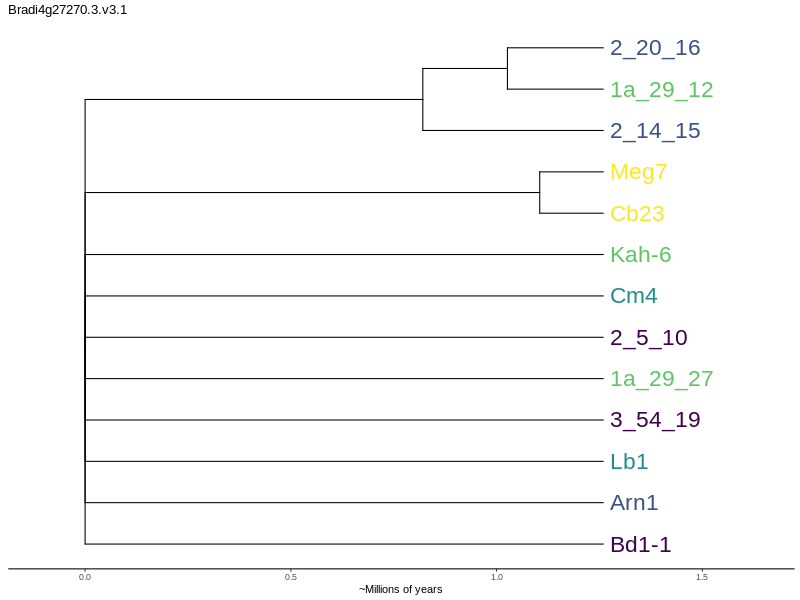 Bradi4g27270.3.v3.1
2_20_16
1a_29_12
2_14_15
Meg7
Cb23
Kah-6
Cm4
2_5_10
1a_29_27
3_54_19
Lb1
Arn1
Bd1-1
0.0 0.5 1.0 1.5
~Millions of years